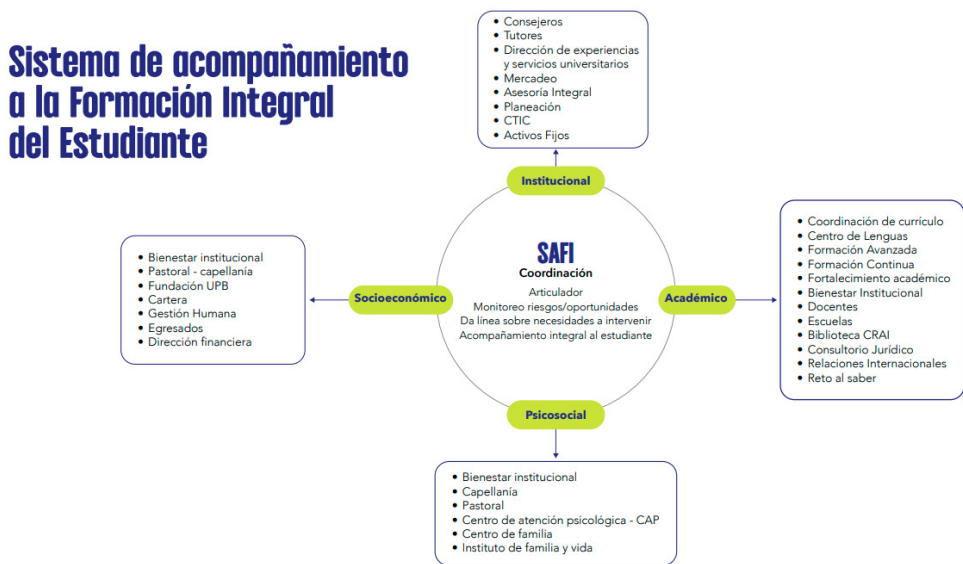 Sistema de acompañamiento
a la Formación Integral
del Estudiante
• Consejeros
• Tutores
• Dirección de experiencias
y servicios universitarios
• Mercadeo
• Asesoría Integral
• Planeación
• CTIC
• Activos Fijos
Institucional
• Bienestar institucional
• Pastoral - capellanía
• Fundación UPB
• Cartera
• Gestión Humana
• Egresados
• Dirección financiera
Socioeconómico
SAFI
Coordinación
Articulador
Monitoreo riesgos/oportunidades
Da línea sobre necesidades a intervenir
Acompañamiento integral al estudiante
Académico
• Coordinación de currículo
• Centro de Lenguas
• Formación Avanzada
• Formación Continua
• Fortalecimiento académico
• Bienestar Institucional
• Docentes
• Escuelas
• Biblioteca CRAI
• Consultorio Jurídico
• Relaciones Internacionales
• Reto al saber
Psicosocial
• Bienestar institucional
• Capellanía
• Pastoral
• Centro de atención psicológica - CAP
• Centro de familia
• Instituto de familia y vida